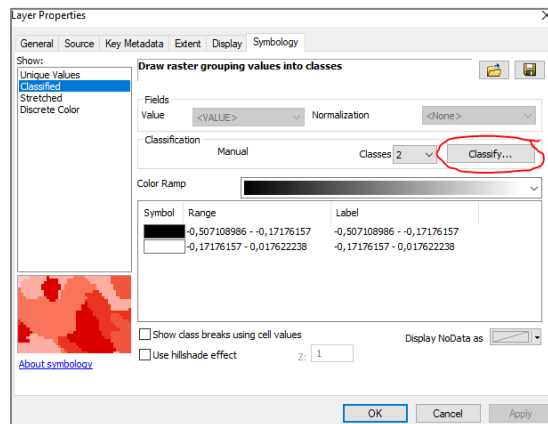 Layer Properties
General Source Key Metadata Extent Display Symbology
Show:
Unique Values
Classified
Stretched
Discrete Color
Draw raster grouping values into classes
Fields
Value <VALUE> Normalization <None>
Classification
Manual Classes 2 Classify...
Color Ramp
Symbol Range Label
-0,507108986 - -0,17176157 -0,507108986 - -0,17176157
-0,17176157 - 0,017622238 -0,17176157 - 0,017622238
Show class breaks using cell values Display NoData as
Use hillshade effect Z: 1
About symbology
OK Cancel Apply